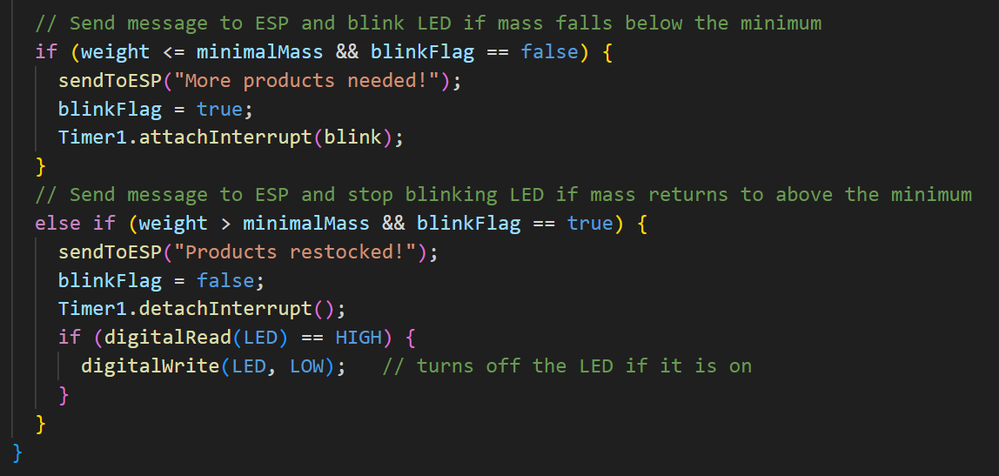 // Send message to ESP and blink LED if mass falls below the minimum
if (weight <= minimalMass && blinkFlag == false) {
sendToESP("More products needed!");
blinkFlag = true;
Timer1.attachInterrupt(blink);
}
// Send message to ESP and stop blinking LED if mass returns to above the minimum
else if (weight > minimalMass && blinkFlag == true) {
sendToESP("Products restocked!");
blinkFlag = false;
Timer1.detachInterrupt();
if (digitalRead(LED) == HIGH) {
digitalWrite(LED, LOW);   // turns off the LED if it is on
}
}
}